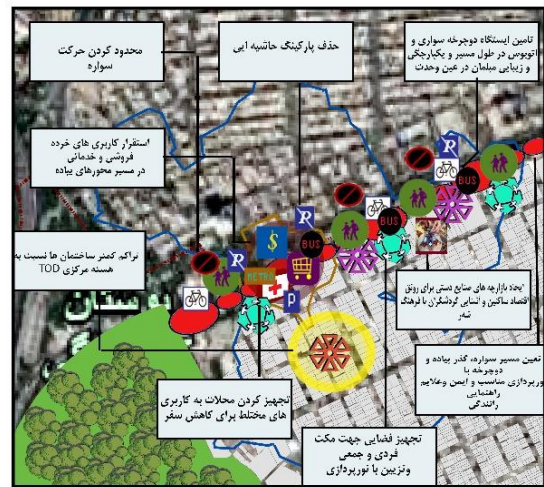 محدود کردن حرکت
سواره
حذف پارکینگ حاشیه ایی
تامین ایستگاه دوچرخه سواری و
اتوبوس در طول مسیر و یکپارچگی
و زیبایی مبلمان در عین وحدت
استقرار کاربری های خرده
فروشی و خدماتی
در مسیر محورهای پیاده
تراکم کمتر ساختمان ها نسبت به
هسته مرکزی TOD
BUS
BUS
BUS
METRO
$
P
بوستان
ایجاد بازارچه های صنایع دستی برای رونق
اقتصاد ساکنین و آشنایی گردشگران با فرهنگ
شهر
تعیین مسیر سواره، گذر پیاده و
دوچرخه با
نورپردازی مناسب و ایمن وعلایم
راهنمایی
رانندگی
تجهیز کردن محلات به کاربری
های مختلط برای کاهش سفر
تجهیز فضایی جهت مکث
فردی و جمعی
وتزیین با نورپردازی